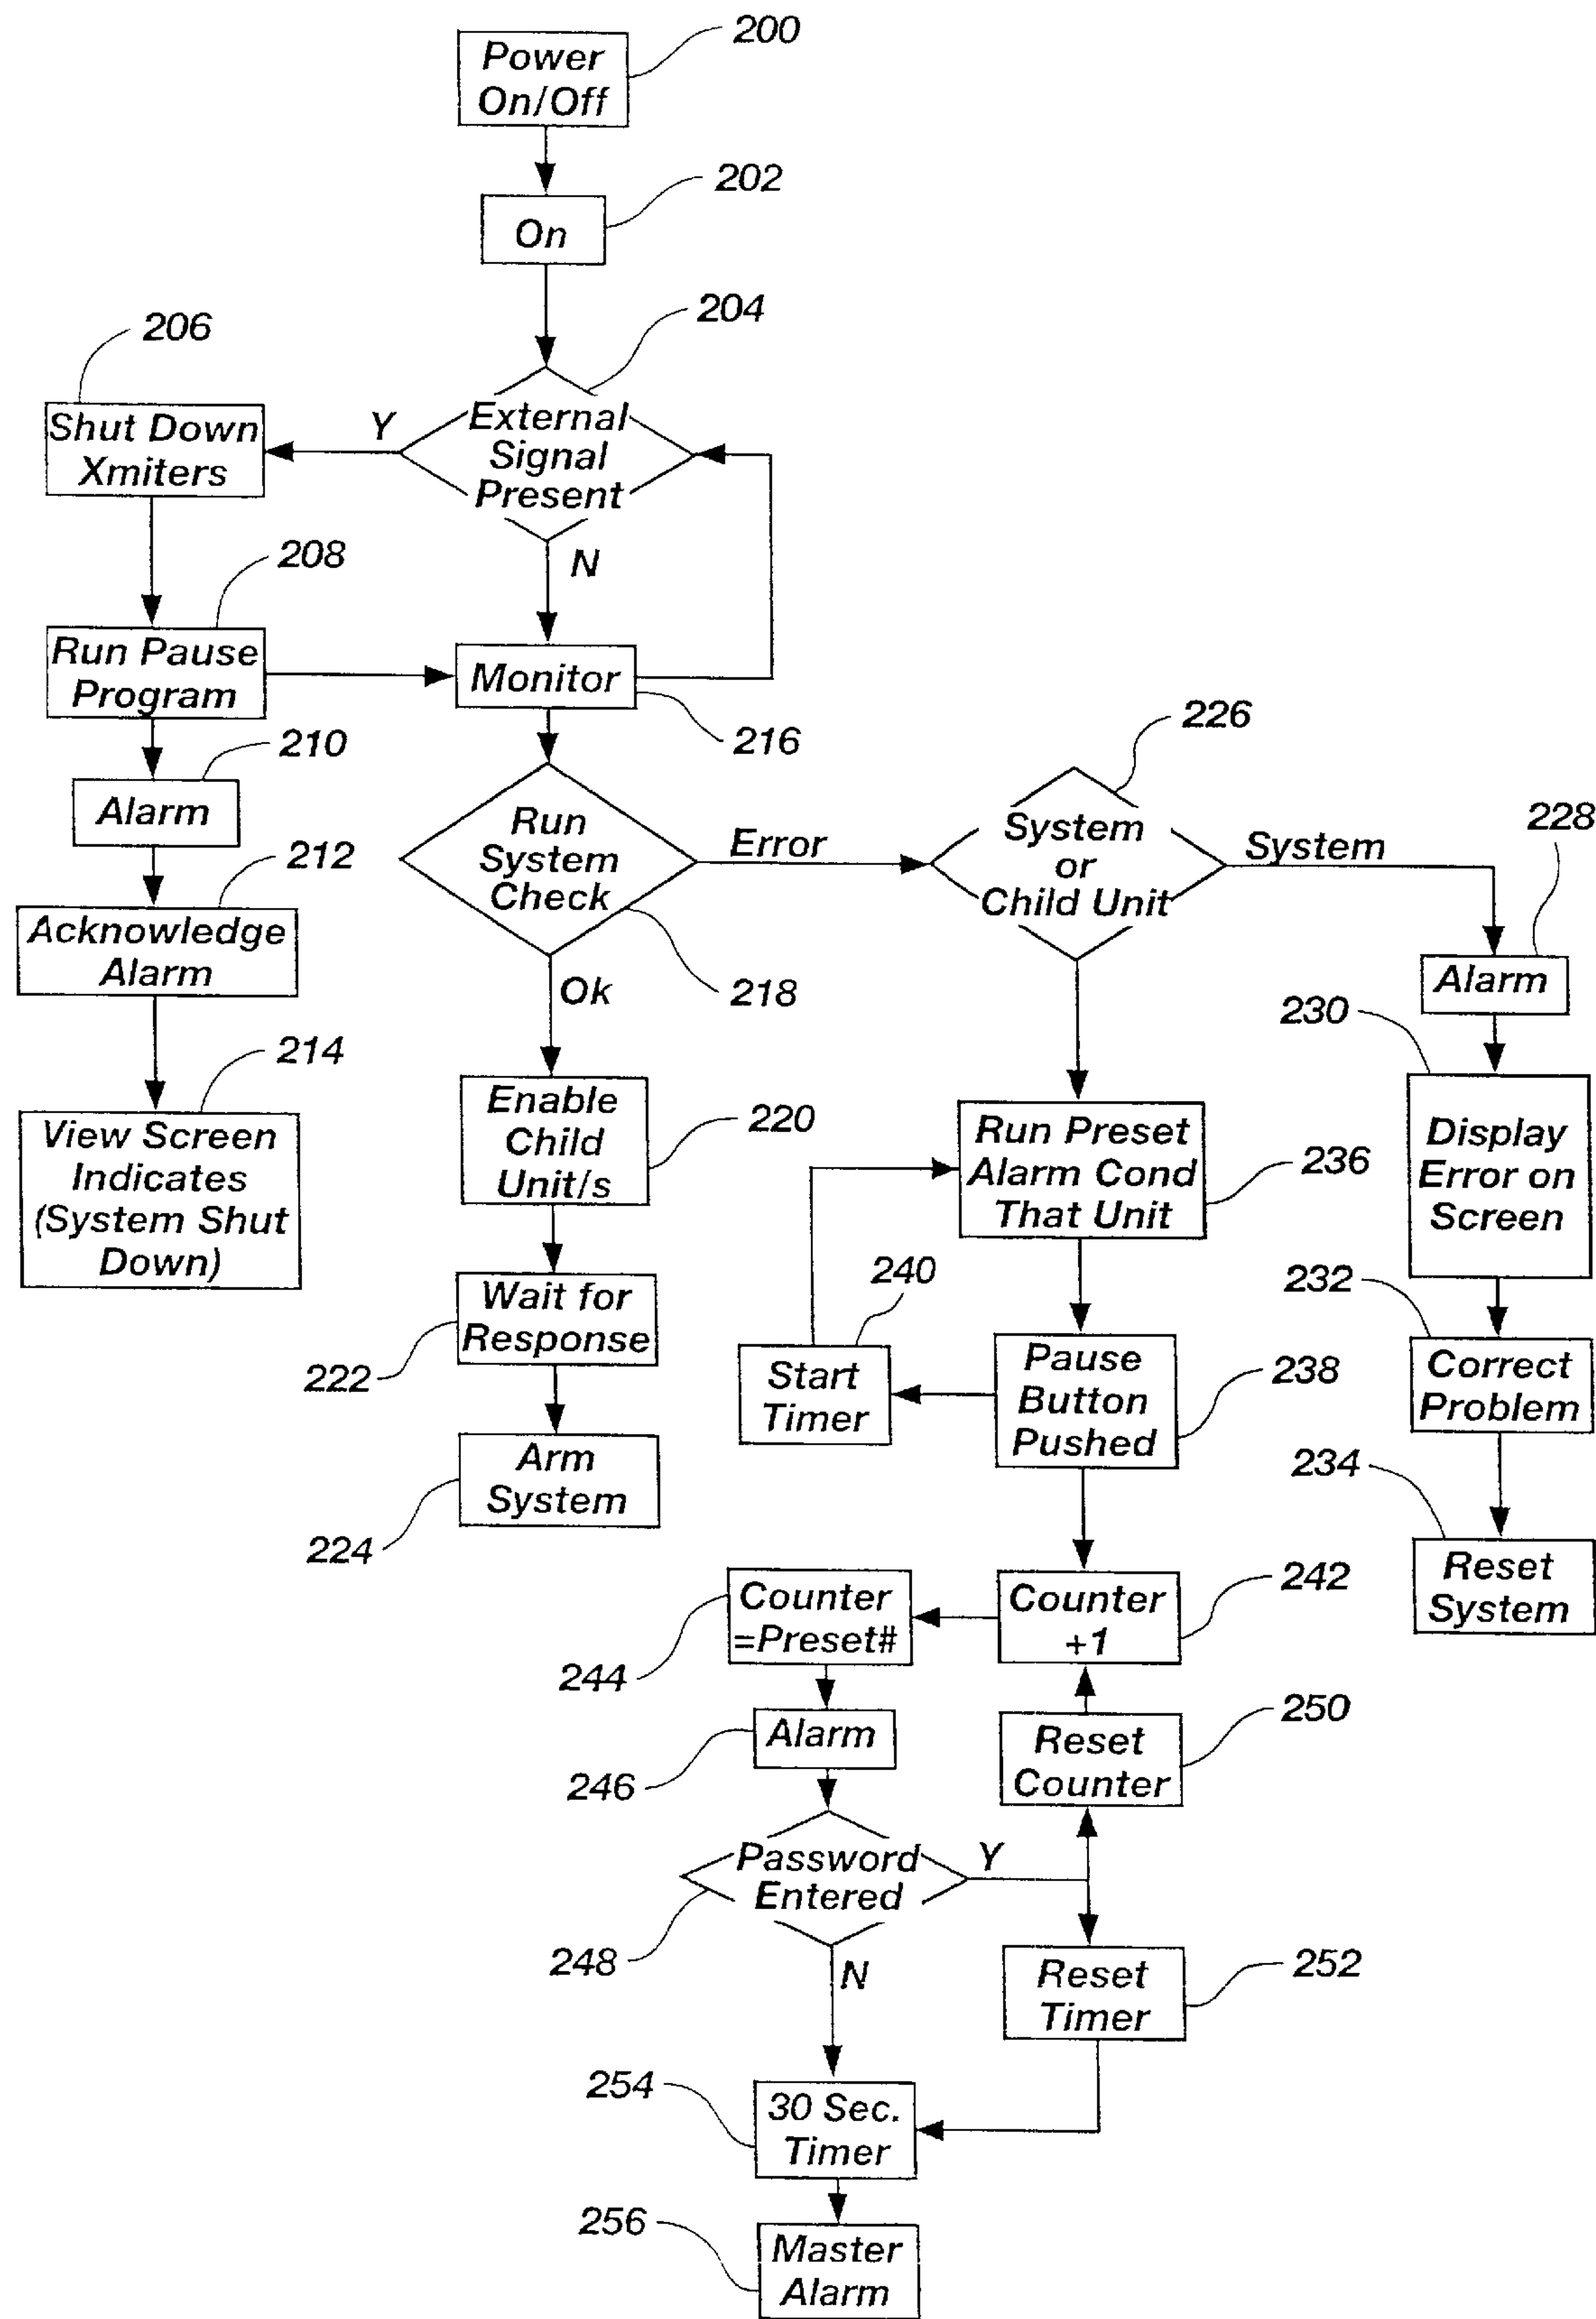 200
Power
On/Off
202
On
204
206
External
Signal
Present
Y
Shut Down
Xmiters
N
208
Run Pause
Program
Monitor
216
210
Alarm
212
Acknowledge
Alarm
214
View Screen
Indicates
(System Shut
Down)
Run
System
Check
218
Error
Ok
Enable
Child
Unit/s
220
Wait for
Response
222
Arm
System
224
226
System
or
Child Unit
System
228
Alarm
230
Display
Error on
Screen
232
Correct
Problem
234
Reset
System
Run Preset
Alarm Cond
That Unit
236
240
Start
Timer
Pause
Button
Pushed
238
Counter
+1
242
Counter
=Preset#
244
Alarm
246
Reset
Counter
250
Password
Entered
Y
248
N
Reset
Timer
252
254
30 Sec.
Timer
256
Master
Alarm